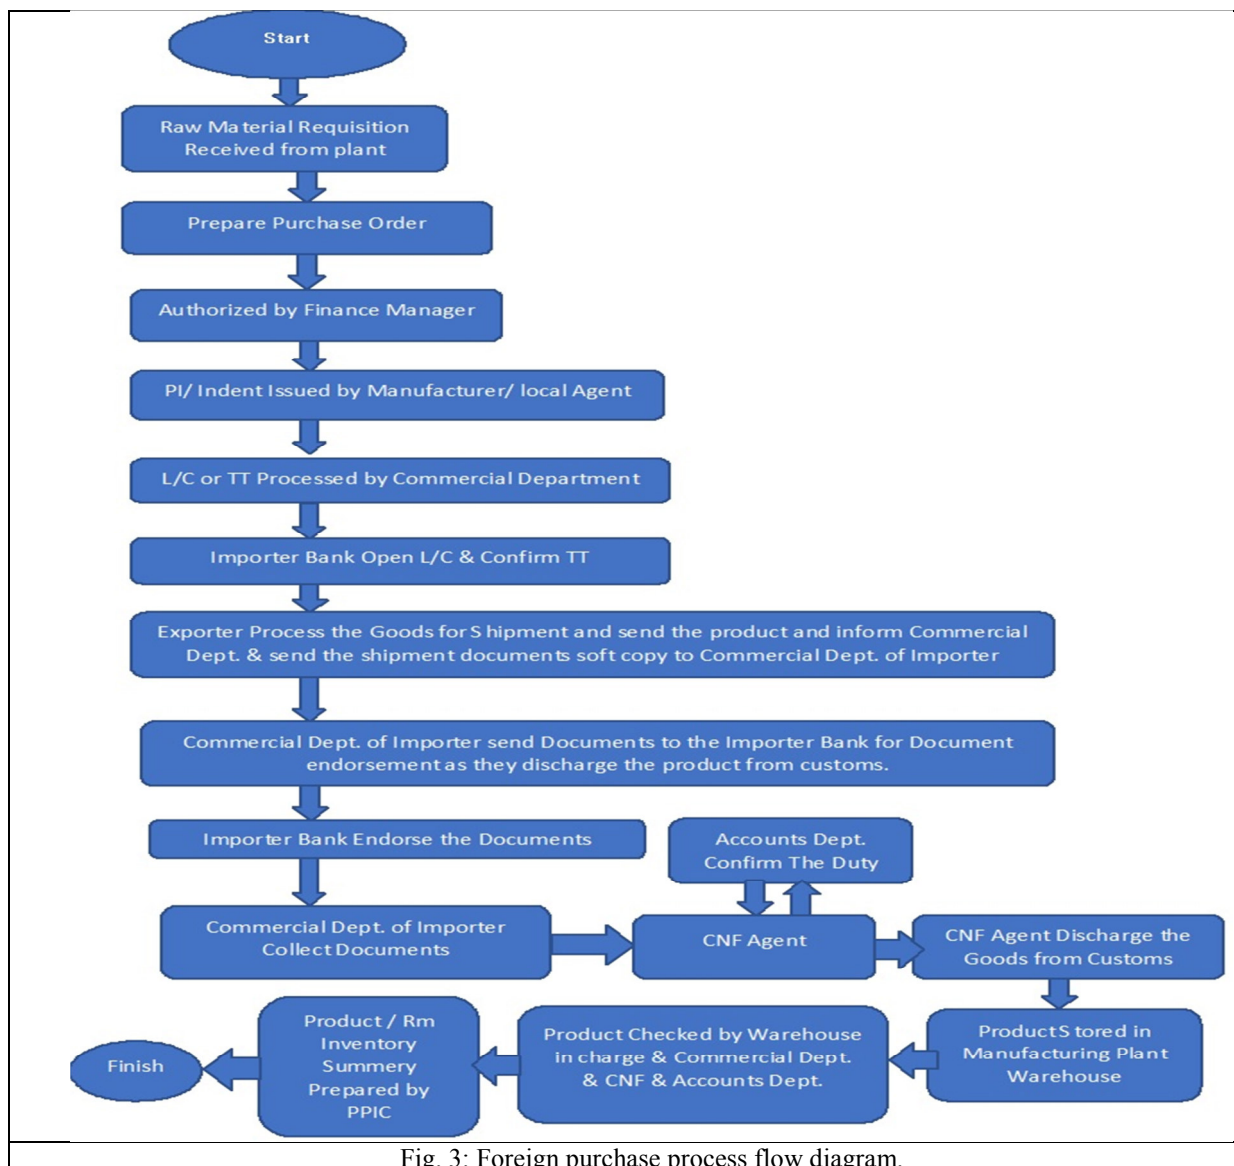 Start
Raw Material Requisition
Received from plant
Prepare Purchase Order
Authorized by Finance Manager
PI/ Indent Issued by Manufacturer/ local Agent
L/C or TT Processed by Commercial Department
Importer Bank Open L/C & Confirm TT
Exporter Process the Goods for S hipment and send the product and inform Commercial
Dept. & send the shipment documents soft copy to Commercial Dept. of Importer
Commercial Dept. of Importer send Documents to the Importer Bank for Document
endorsement as they discharge the product from customs.
Importer Bank Endorse the Documents
Accounts Dept.
Confirm The Duty
Commercial Dept. of Importer
Collect Documents
CNF Agent
CNF Agent Discharge the
Goods from Customs
ProductS tored in
Manufacturing Plant
Warehouse
Product Checked by Warehouse
in charge & Commercial Dept.
& CNF & Accounts Dept.
Product / Rm
Inventory
Summery
Prepared by
PPIC
Finish
Fig. 3: Foreign purchase process flow diagram.